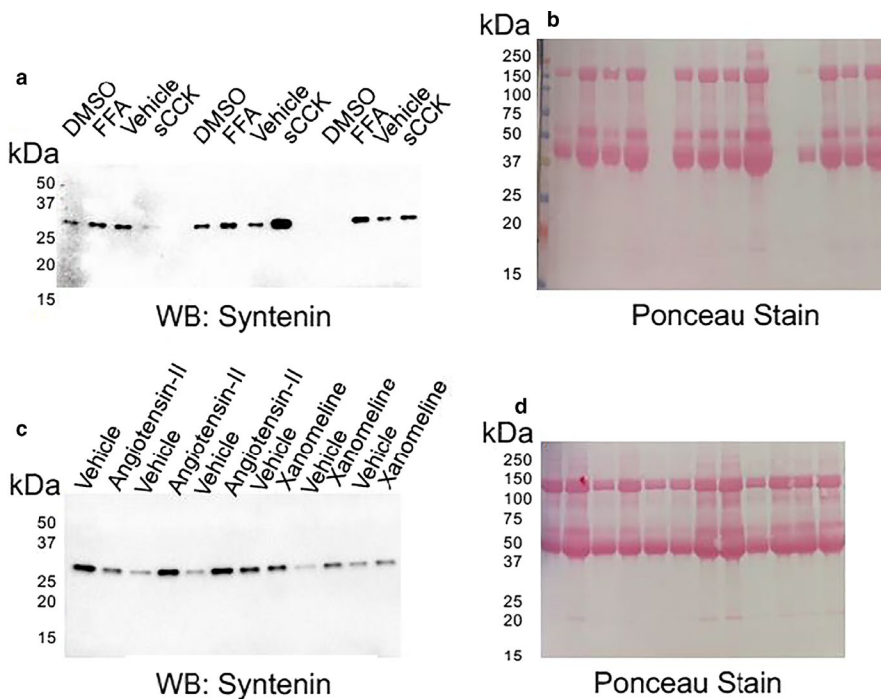 a
DMSO
FFA
Vehicle
sCCK
DMSO
FFA
Vehicle
sCCK
DMSO
FFA
Vehicle
sCCK
kDa
50
37
25
20
15
WB: Syntenin
b
kDa
250
150
100
75
50
37
25
20
15
Ponceau Stain
c
Vehicle
Angiotensin-II
Vehicle
Angiotensin-II
Vehicle
Angiotensin-II
Vehicle
Xanomeline
Vehicle
Xanomeline
Vehicle
Xanomeline
kDa
50
37
25
20
15
WB: Syntenin
d
kDa
250
150
100
75
50
37
25
20
15
Ponceau Stain